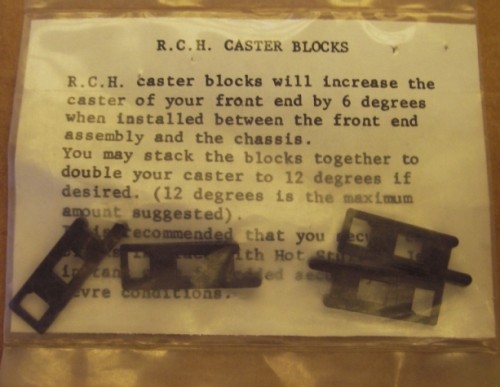 R.C.H. CASTER BLOCKS
R.C.H. caster blocks will increase the
caster of your front end by 6 degrees
when installed between the front end
assembly and the chassis.
You may stack the blocks together to
double your caster to 12 degrees if
desired. (12 degrees is the maximum
amount suggested).
recommended that you
with Hot
conditions.